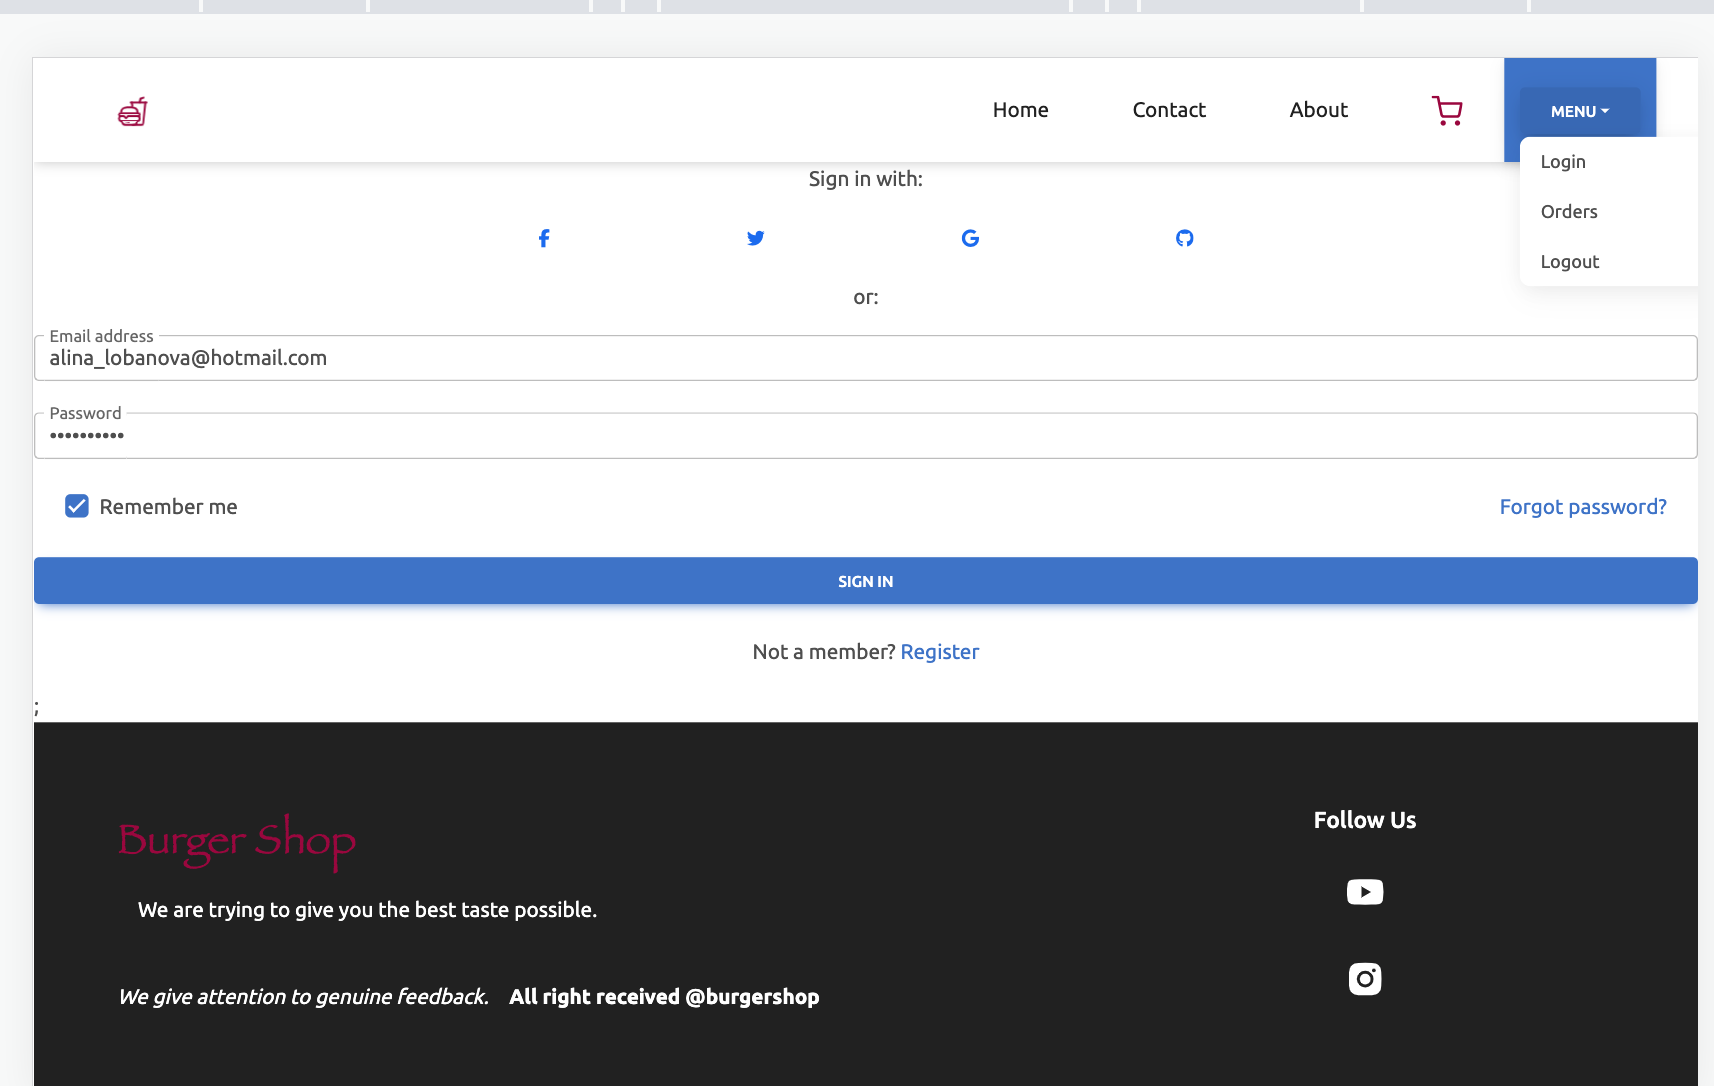 Home Contact About MENU
Login
Orders
Logout
Sign in with:
or:
Email address
alina_lobanova@hotmail.com
Password
••••••••••
Remember me Forgot password?
SIGN IN
Not a member? Register
;
Burger Shop
We are trying to give you the best taste possible.
We give attention to genuine feedback. All right received @burgershop
Follow Us